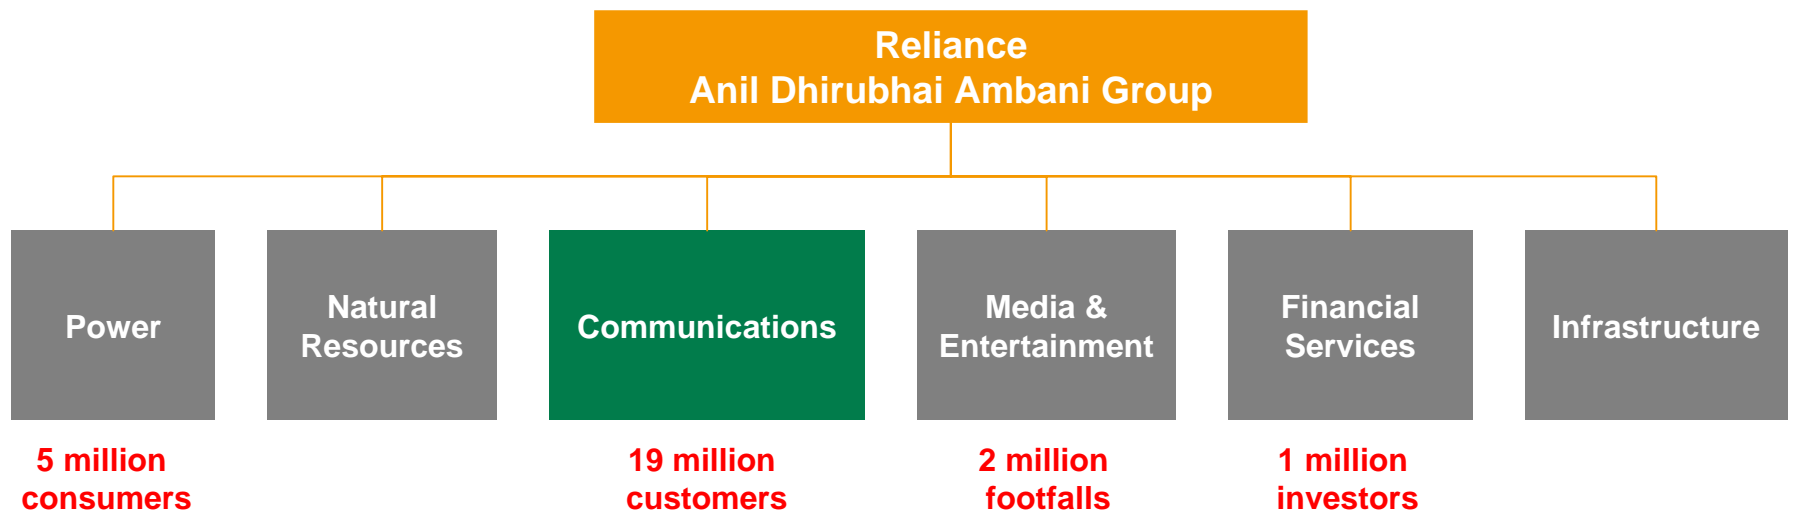 Reliance
Anil Dhirubhai Ambani Group
Power
Natural
Resources
Communications
Media &
Entertainment
Financial
Services
Infrastructure
5 million
consumers
19 million
customers
2 million
footfalls
1 million
investors